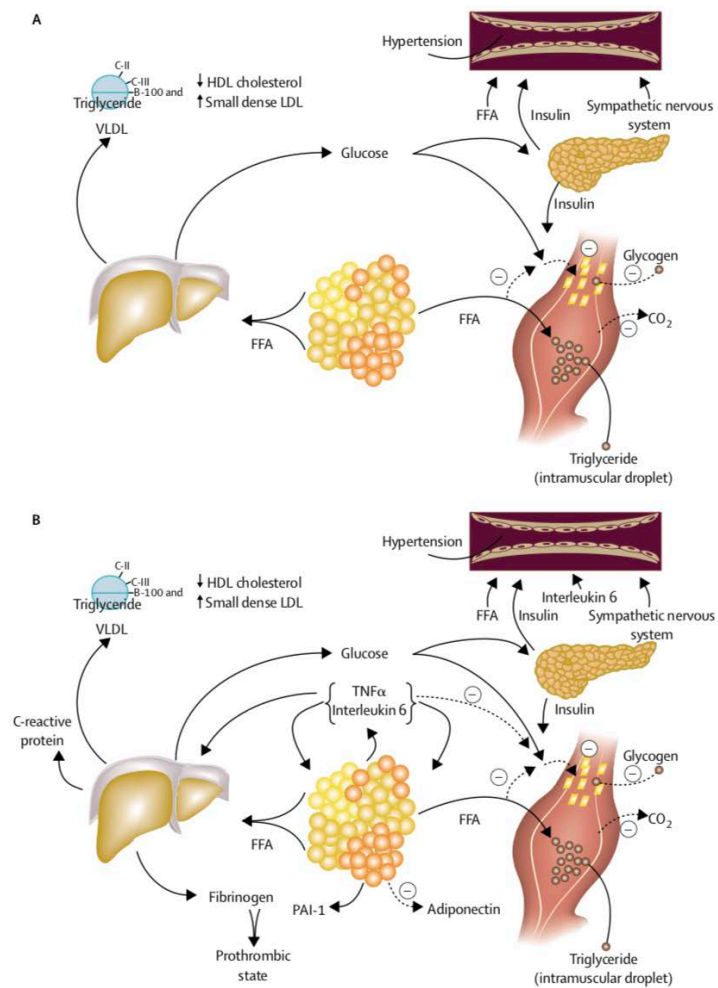 A
Hypertension
C-II
C-III
B-100 and
Triglyceride
VLDL
↓ HDL cholesterol
↑ Small dense LDL
FFA
Insulin
Sympathetic nervous
system
Glucose
Insulin
−
Glycogen
−
−
FFA
FFA
CO2
−
Triglyceride
(intramuscular droplet)
B
Hypertension
C-II
C-III
B-100 and
Triglyceride
VLDL
↓ HDL cholesterol
↑ Small dense LDL
Interleukin 6
FFA
Insulin
Sympathetic nervous
system
Glucose
TNFα
Interleukin 6
−
Insulin
C-reactive
protein
−
Glycogen
−
−
FFA
FFA
CO2
−
Fibrinogen
PAI-1
−
Adiponectin
Prothrombic
state
Triglyceride
(intramuscular droplet)